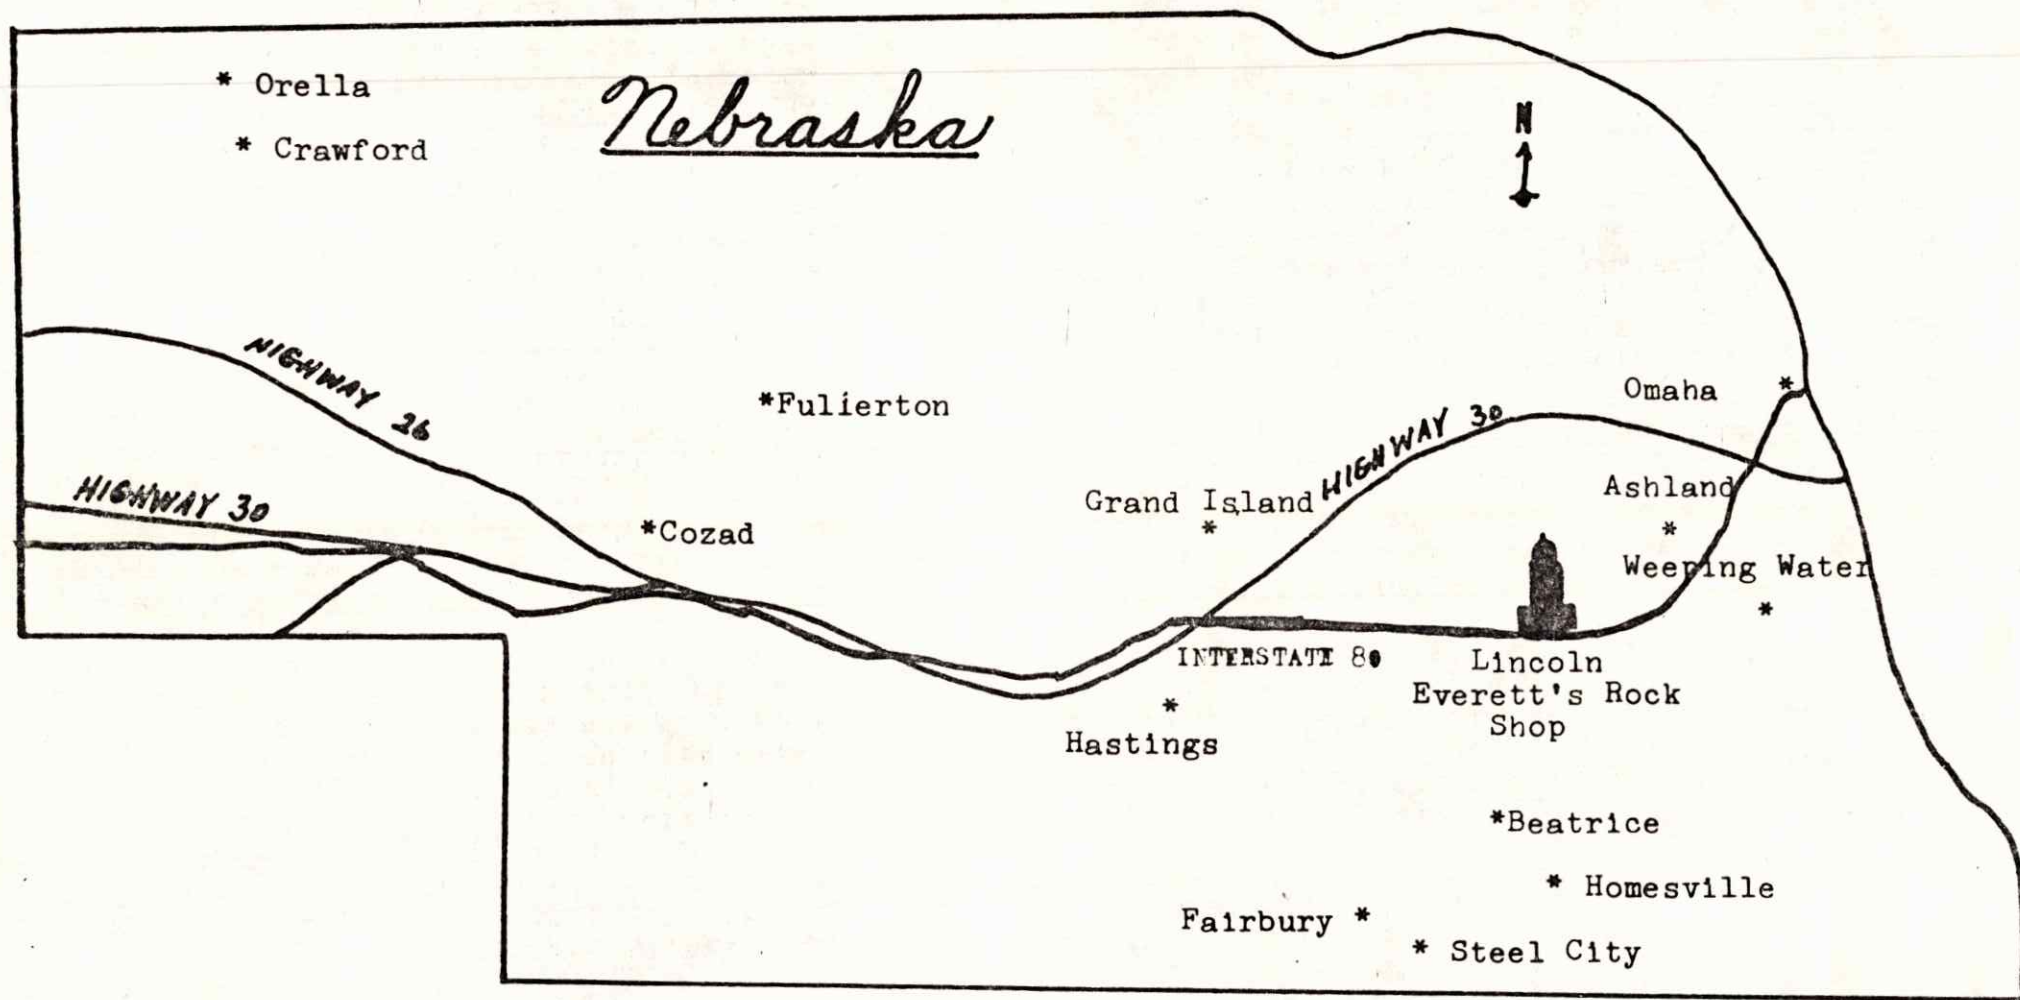 * Orella
Nebraska
N
* Crawford
HIGHWAY 26
*Fullerton
Omaha *
HIGHWAY 30
HIGHWAY 30
Ashland
*
Grand Island
*
*Cozad
Weeping Water
*
INTERSTATE 80
Lincoln
Everett's Rock
Shop
*
Hastings
*Beatrice
* Homesville
Fairbury *
* Steel City